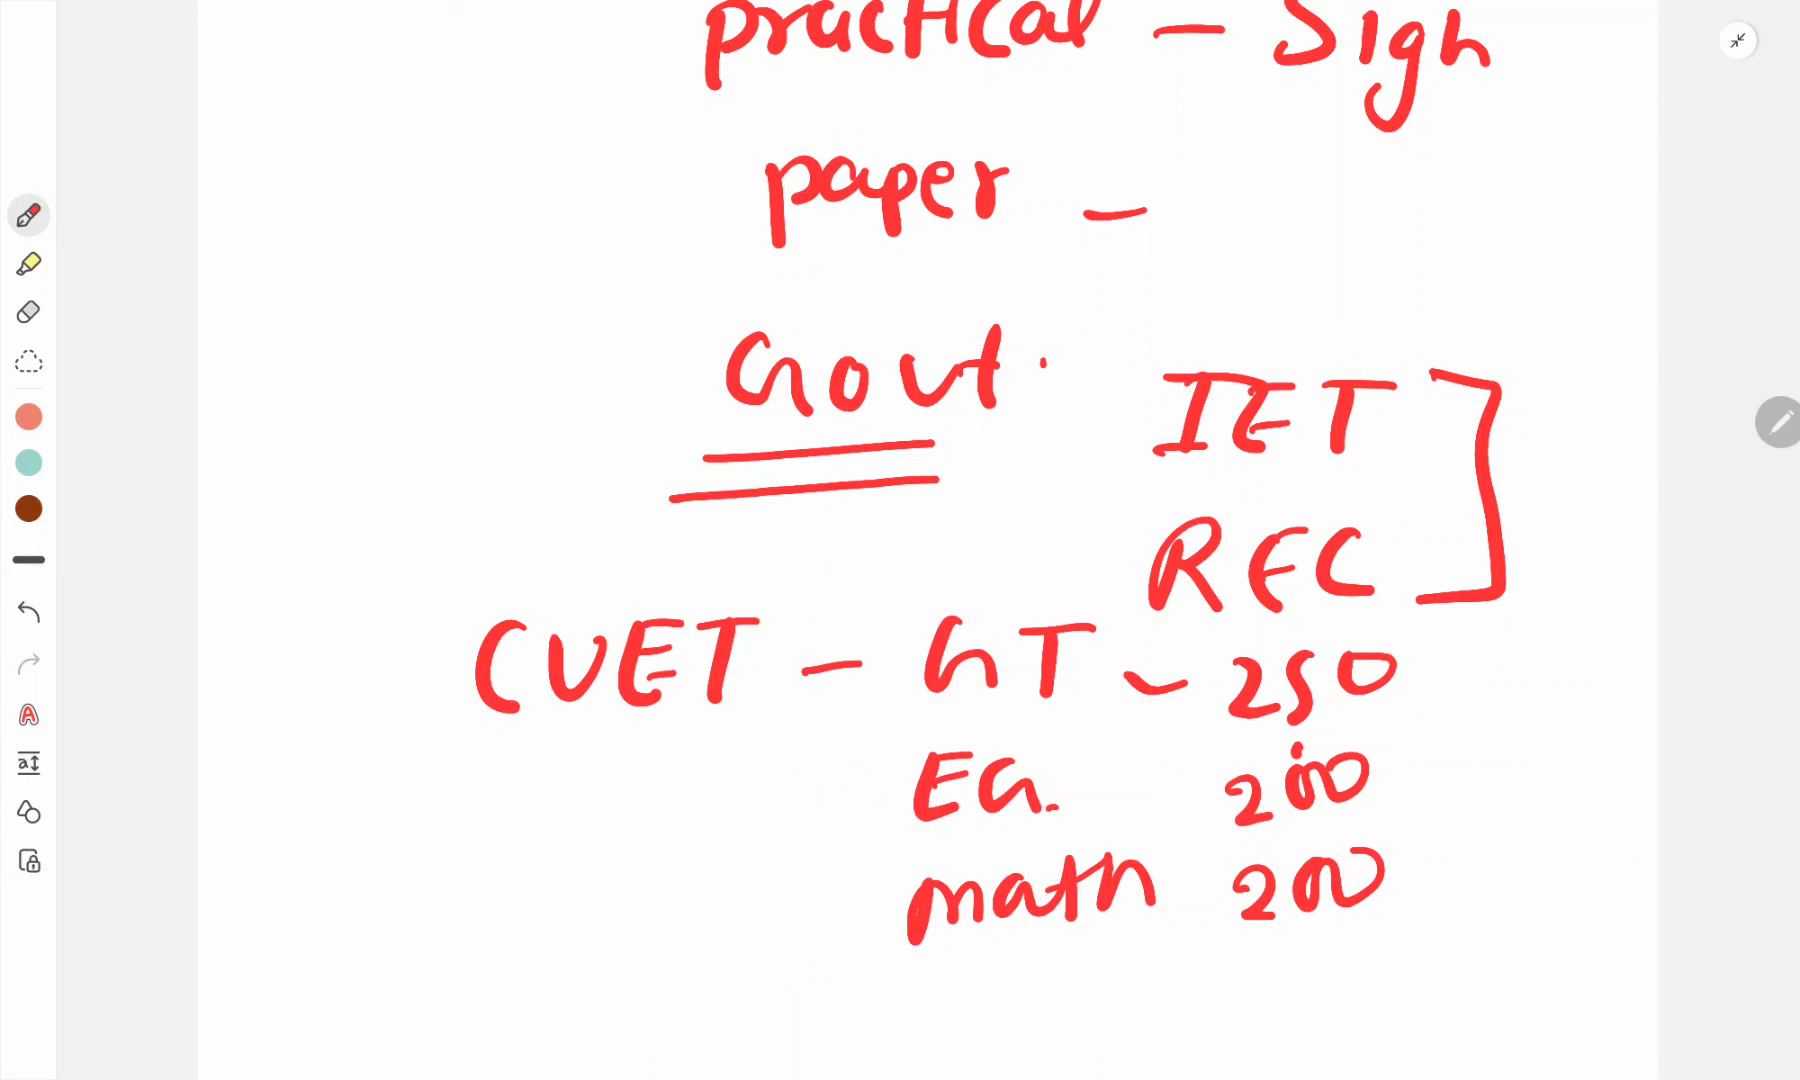 practical - Sign
paper -
Govt.
IET
REC
CUET - GT - 250
EG. 200
math 200